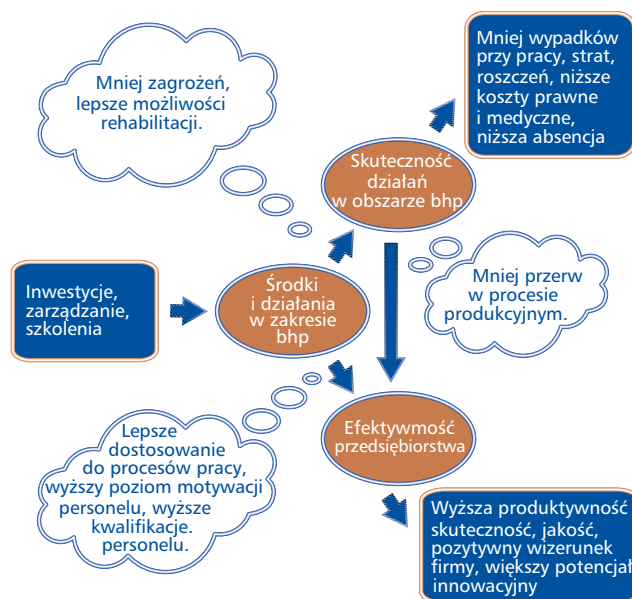 Mniej wypadków
przy pracy, strat,
roszczeń, niższe
koszty prawne
i medyczne,
niższa absencja
Mniej zagrożeń,
lepsze możliwości
rehabilitacji.
Skuteczność
działań
w obszarze bhp
Mniej przerw
w procesie
produkcyjnym.
Inwestycje,
zarządzanie,
szkolenia
Środki
i działania
w zakresie
bhp
Efektywmość
przedsiębiorstwa
Lepsze
dostosowanie
do procesów pracy,
wyższy poziom motywacji
personelu, wyższe
kwalifikacje.
personelu.
Wyższa produktywność
skuteczność, jakość,
pozytywny wizerunek
firmy, większy potencjał
innowacyjny